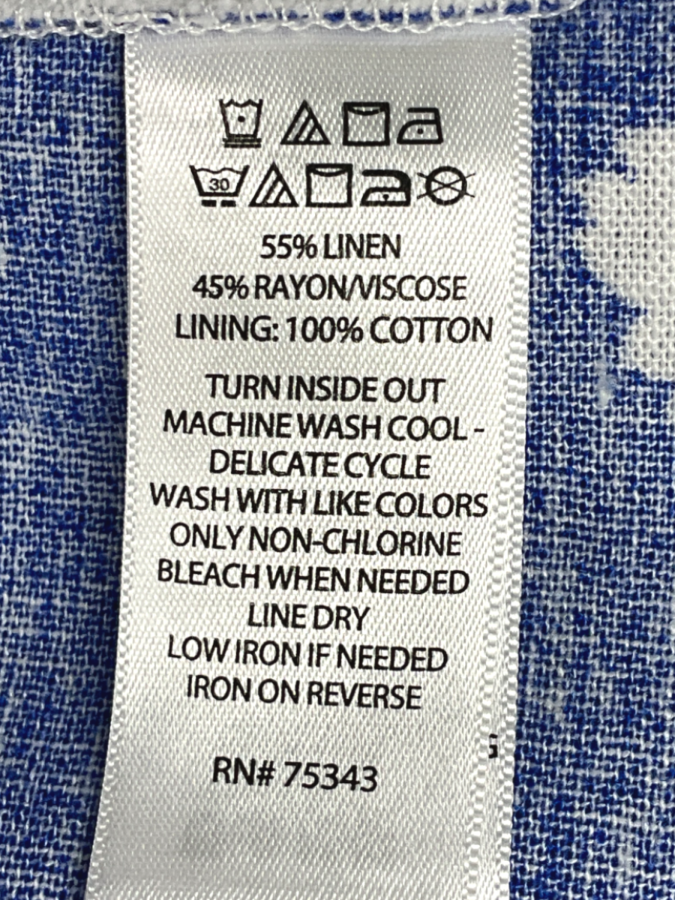 30
55% LINEN
45% RAYON/VISCOSE
LINING: 100% COTTON
TURN INSIDE OUT
MACHINE WASH COOL -
DELICATE CYCLE
WASH WITH LIKE COLORS
ONLY NON-CHLORINE
BLEACH WHEN NEEDED
LINE DRY
LOW IRON IF NEEDED
IRON ON REVERSE
RN# 75343